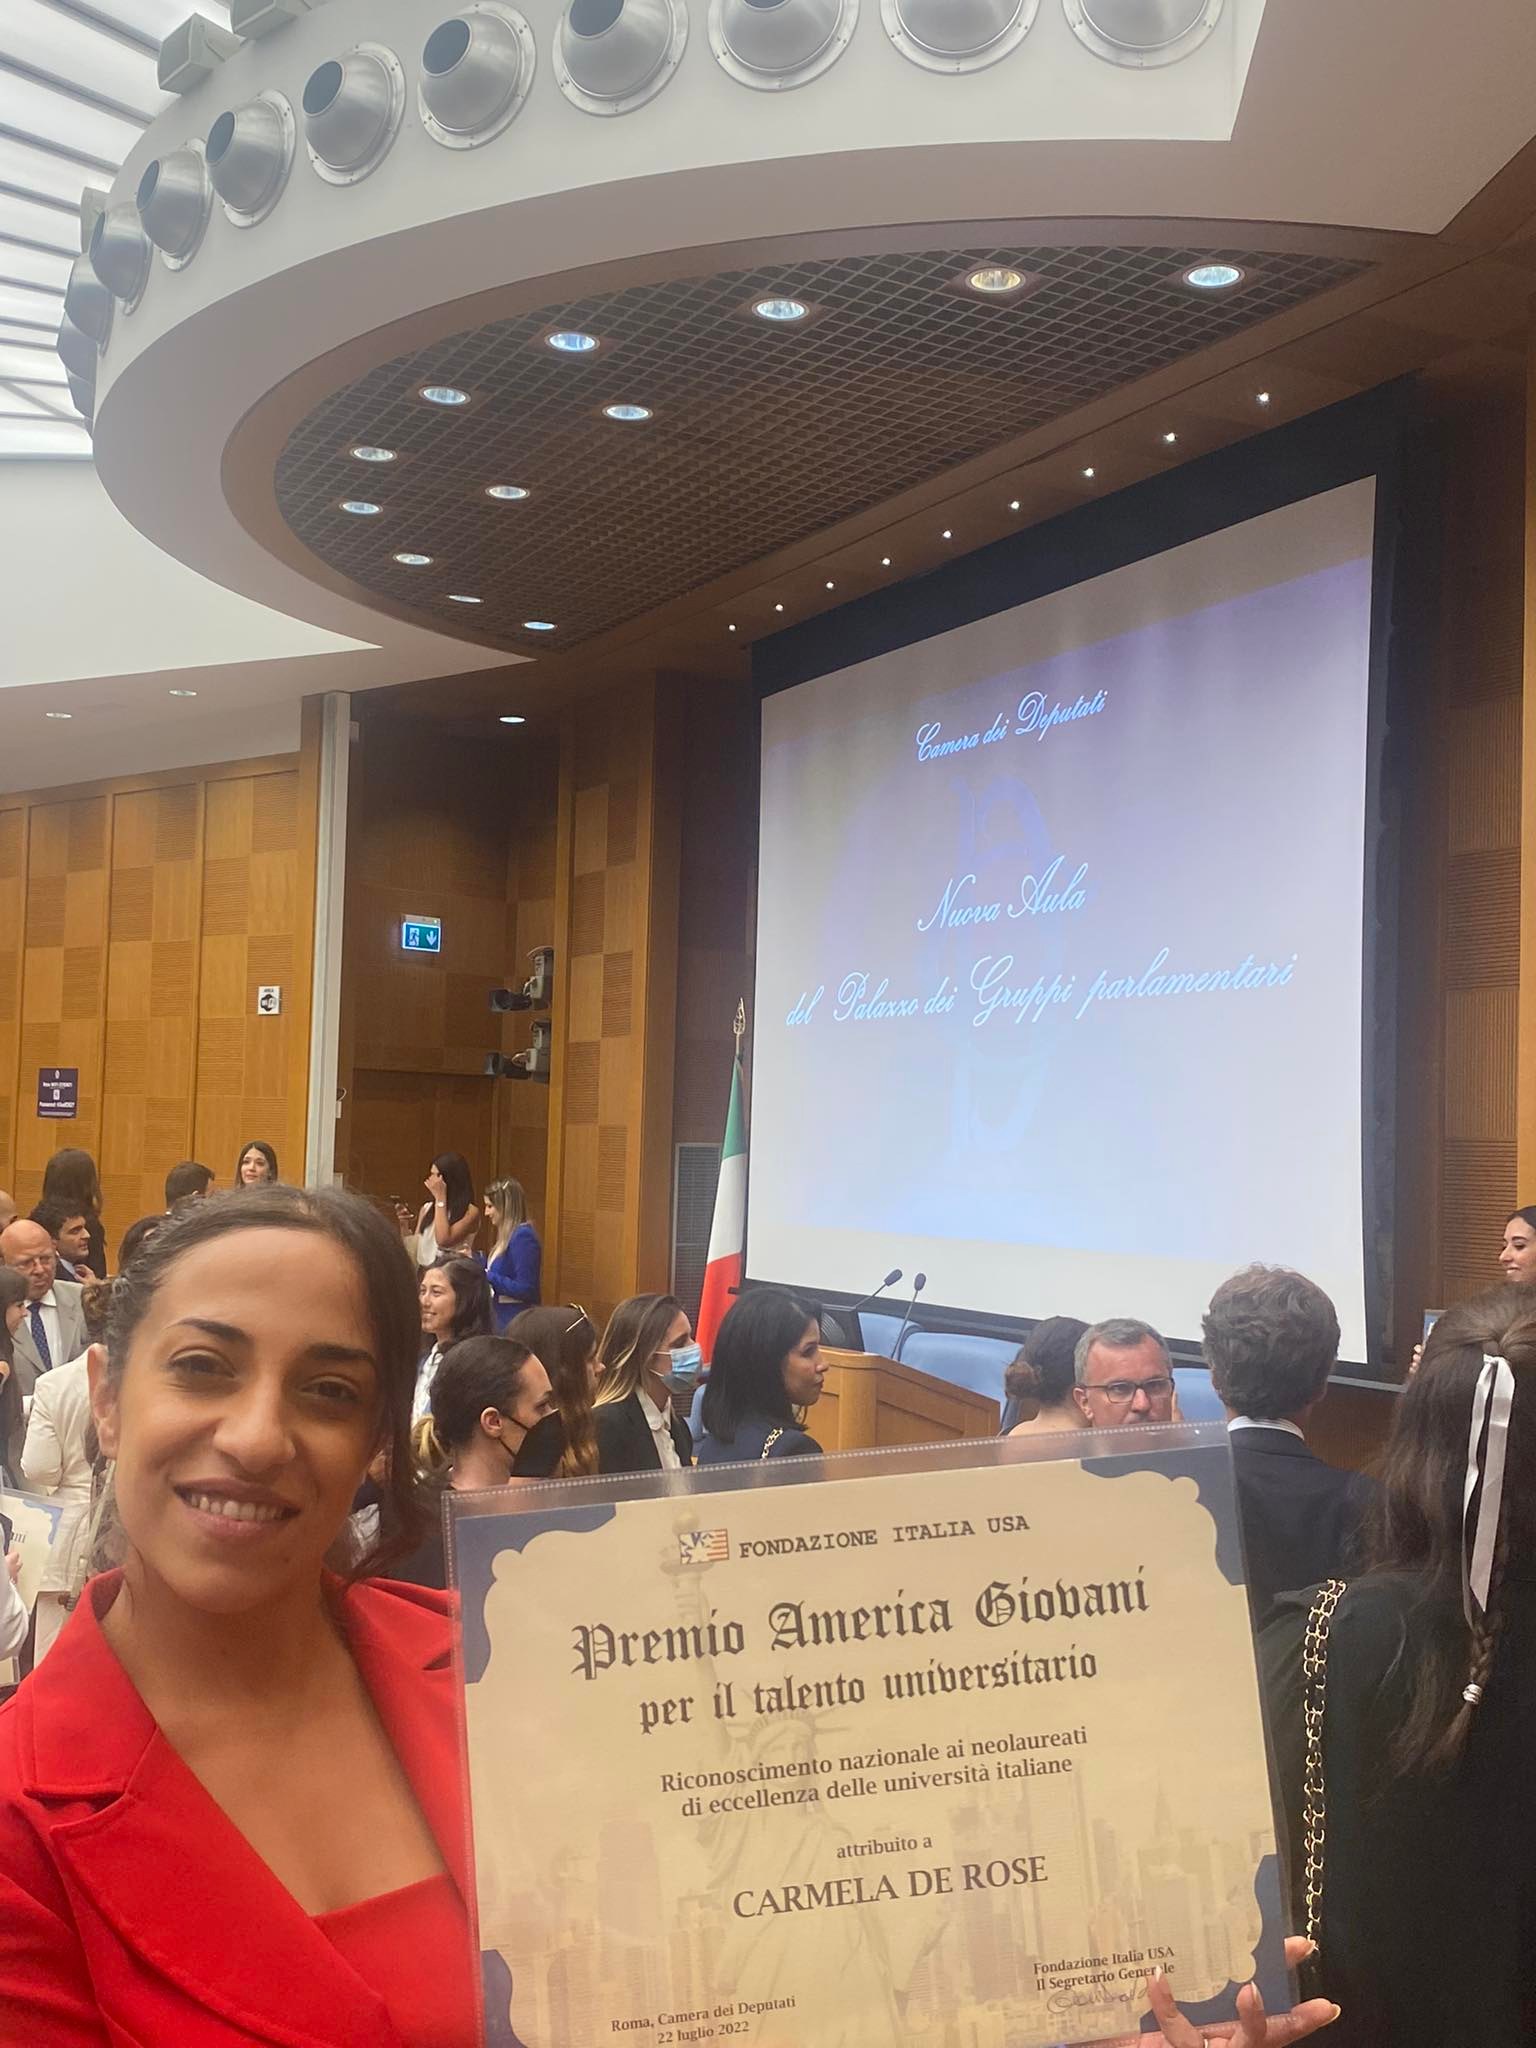 Camera dei Deputati
Nuova Aula
del Palazzo dei Gruppi parlamentari
FONDAZIONE ITALIA USA
Premio America Giovani
per il talento universitario
Riconoscimento nazionale ai neolaureati
di eccellenza delle università italiane
attribuito a
CARMELA DE ROSE
Fondazione Italia USA
Il Segretario Generale
Roma, Camera dei Deputati
22 luglio 2022